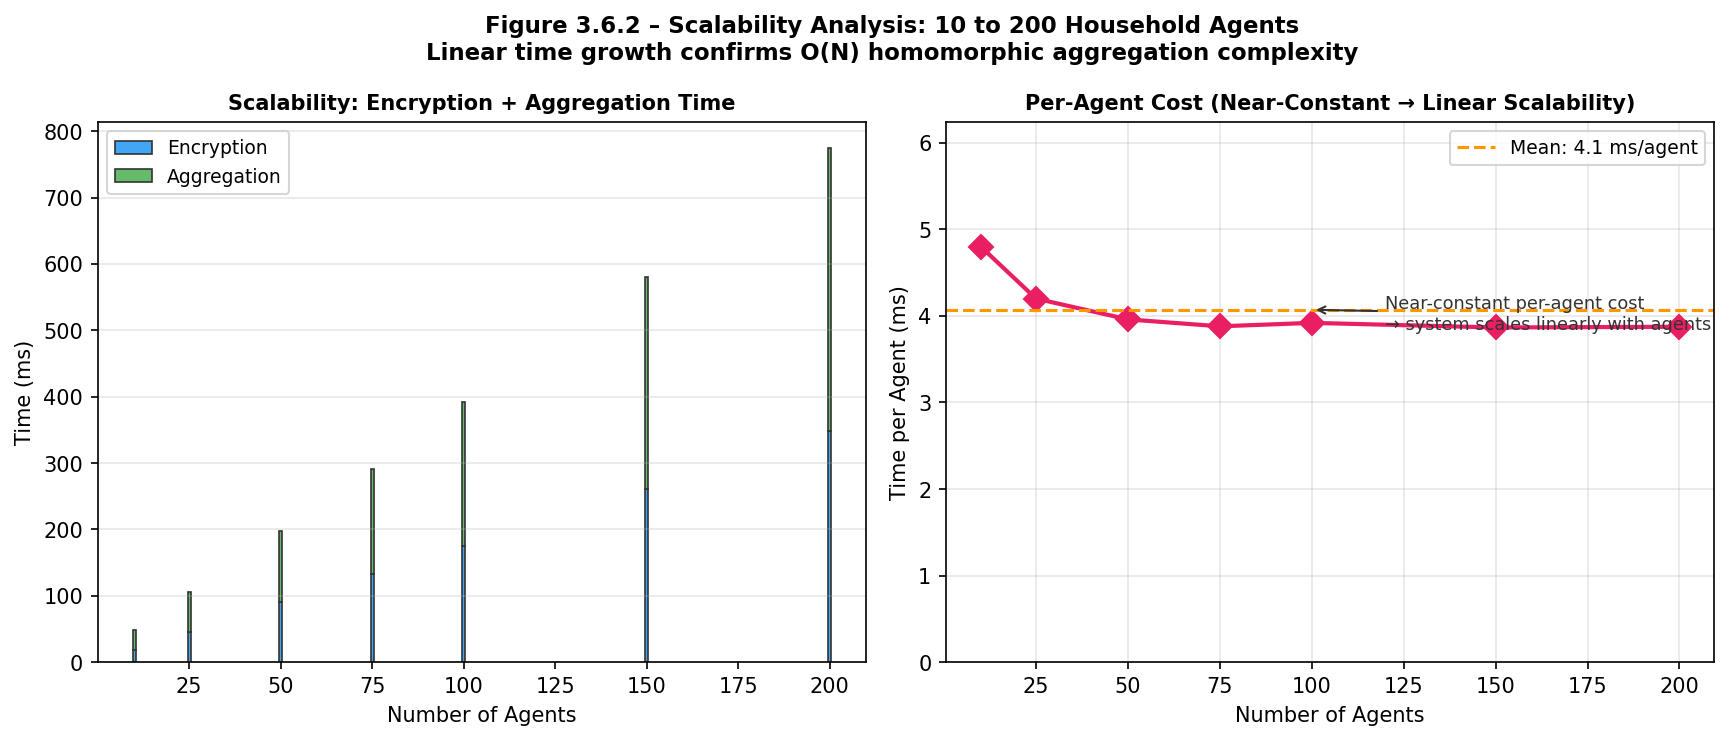 Figure 3.6.2 – Scalability Analysis: 10 to 200 Household Agents
Linear time growth confirms O(N) homomorphic aggregation complexity
Scalability: Encryption + Aggregation Time
Encryption
Aggregation
Time (ms)
800
700
600
500
400
300
200
100
0
25
50
75
100
125
150
175
200
Number of Agents
Per-Agent Cost (Near-Constant → Linear Scalability)
Mean: 4.1 ms/agent
Near-constant per-agent cost
→ system scales linearly with agents
Time per Agent (ms)
6
5
4
3
2
1
0
25
50
75
100
125
150
175
200
Number of Agents